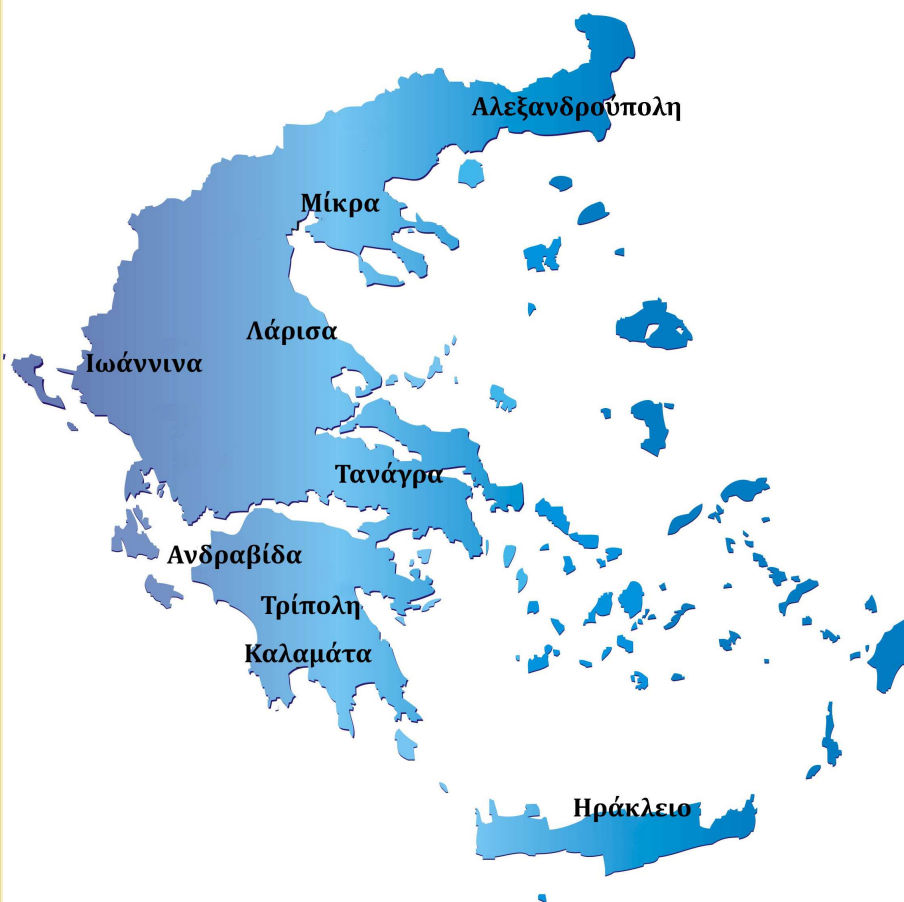 Αλεξανδρούπολη
Μίκρα
Λάρισα
Ιωάννινα
Τανάγρα
Ανδραβίδα
Τρίπολη
Καλαμάτα
Ηράκλειο